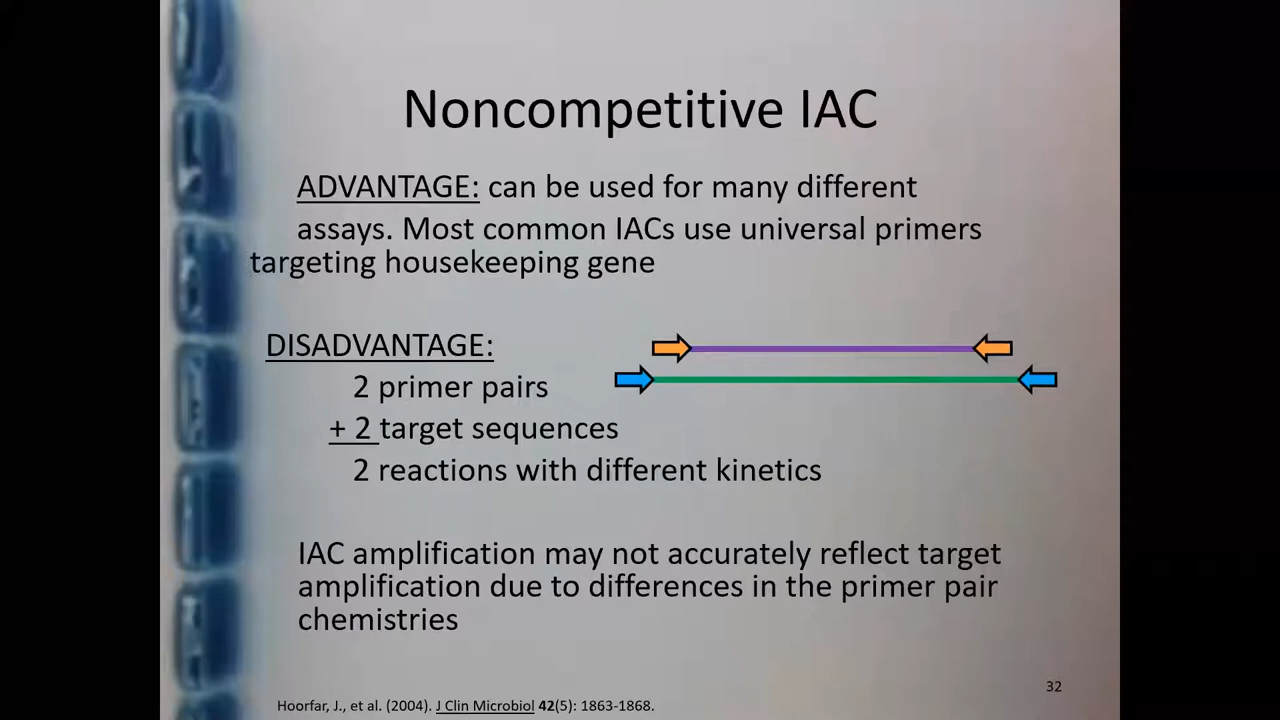 Noncompetitive IAC
ADVANTAGE: can be used for many different
assays. Most common IACs use universal primers
targeting housekeeping gene
DISADVANTAGE:
2 primer pairs
+ 2 target sequences
2 reactions with different kinetics
IAC amplification may not accurately reflect target
amplification due to differences in the primer pair
chemistries
32
Hoorfar, J., et al. (2004). J Clin Microbiol 42(5): 1863-1868.